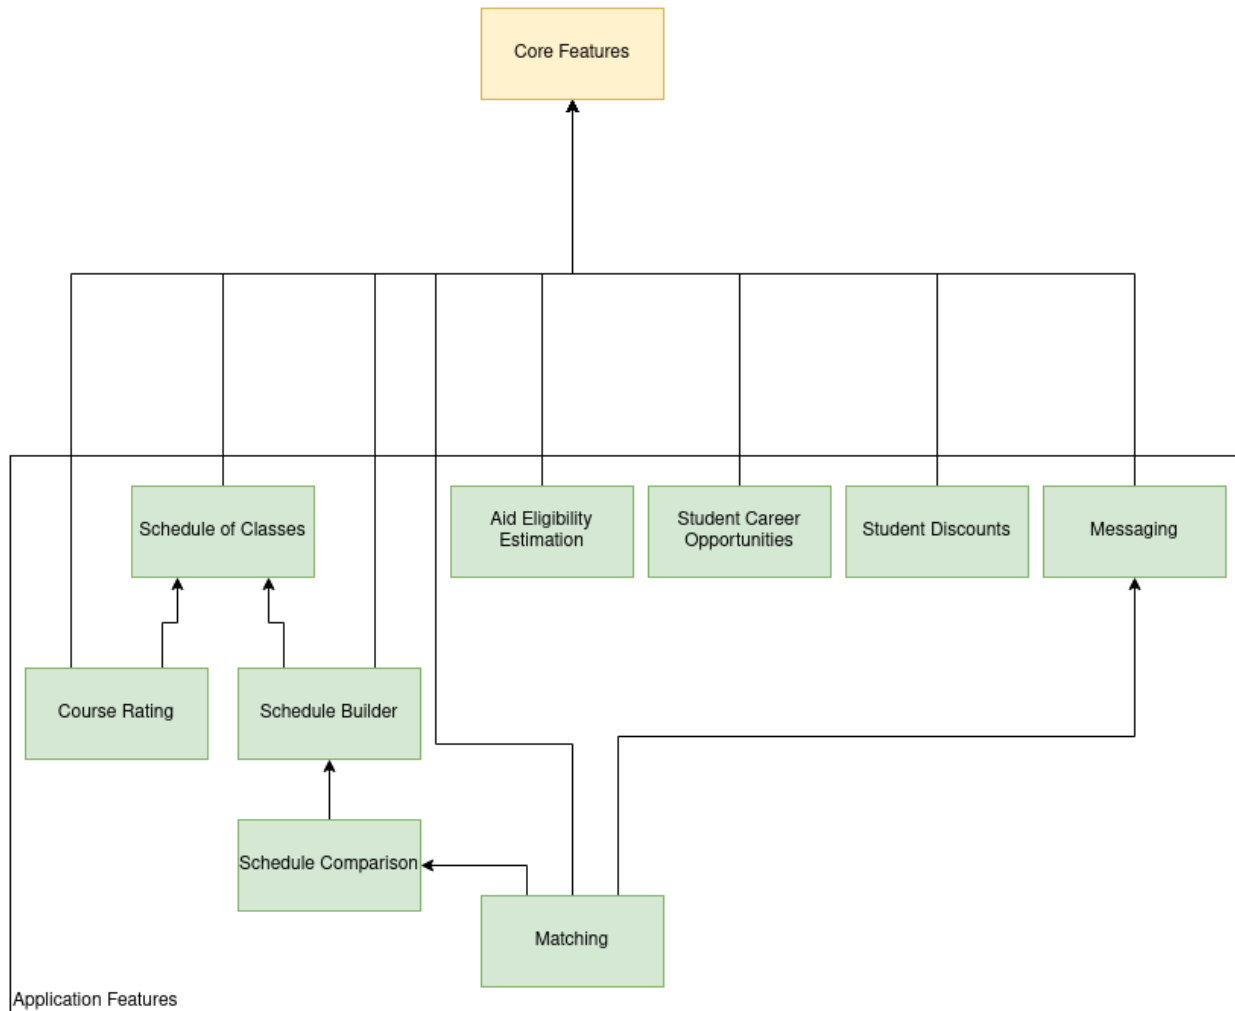 Core Features
Schedule of Classes
Aid Eligibility
Estimation
Student Career
Opportunities
Student Discounts
Messaging
Course Rating
Schedule Builder
Schedule Comparison
Matching
Application Features